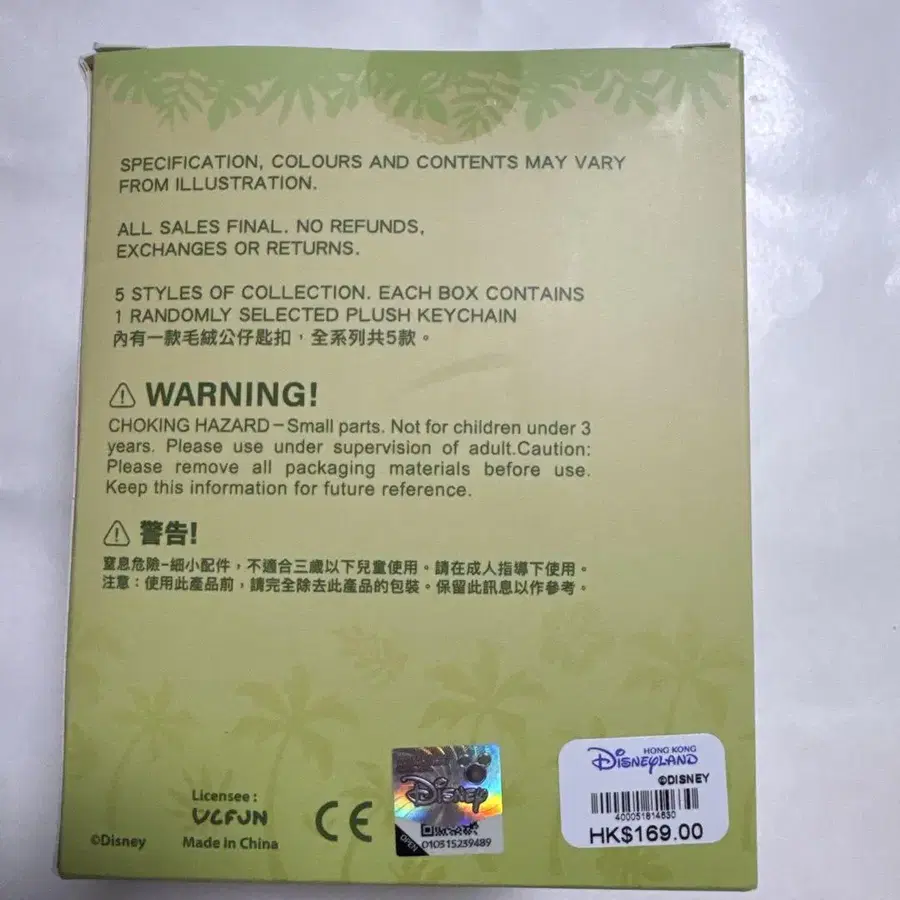 SPECIFICATION, COLOURS AND CONTENTS MAY VARY
FROM ILLUSTRATION.
ALL SALES FINAL. NO REFUNDS,
EXCHANGES OR RETURNS.
5 STYLES OF COLLECTION. EACH BOX CONTAINS
1 RANDOMLY SELECTED PLUSH KEYCHAIN
內有一款毛絨公仔匙扣，全系列共5款。
⚠ WARNING!
CHOKING HAZARD－Small parts. Not for children under 3
years. Please use under supervision of adult.Caution:
Please remove all packaging materials before use.
Keep this information for future reference.
⚠ 警告!
窒息危險-細小配件，不適合三歲以下兒童使用。請在成人指導下使用。
注意：使用此產品前，請完全除去此產品的包裝。保留此訊息以作參考。
©Disney
Licensee :
UCFUN
Made In China
CE
Disney
OPEN
010515239489
HONG KONG
DISNEYLAND
©DISNEY
400051814630
HK$169.00